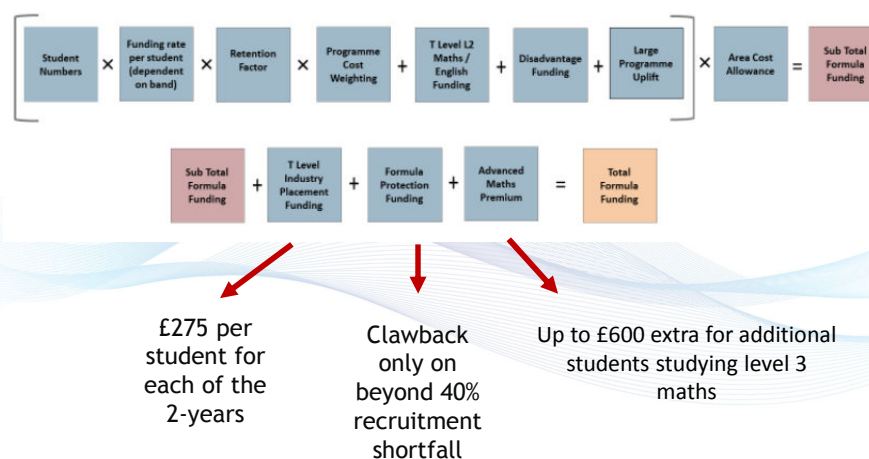 Student
Numbers
×
Funding rate
per student
(dependent
on band)
×
Retention
Factor
×
Programme
Cost
Weighting
+
T Level L2
Maths /
English
Funding
+
Disadvantage
Funding
+
Large
Programme
Uplift
×
Area Cost
Allowance
=
Sub Total
Formula
Funding
Sub Total
Formula
Funding
+
T Level
Industry
Placement
Funding
+
Formula
Protection
Funding
+
Advanced
Maths
Premium
=
Total
Formula
Funding
£275 per
student for
each of the
2-years
Clawback
only on
beyond 40%
recruitment
shortfall
Up to £600 extra for additional
students studying level 3
maths